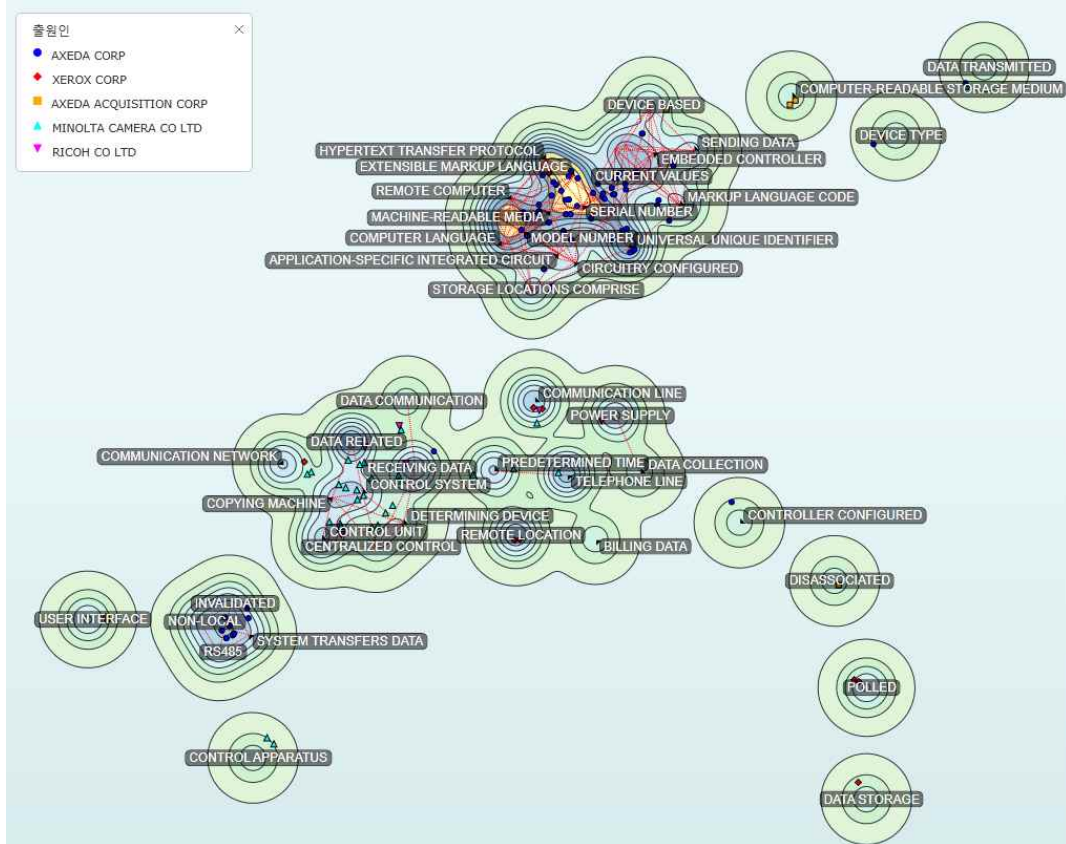 출원인
AXEDA CORP
XEROX CORP
AXEDA ACQUISITION CORP
MINOLTA CAMERA CO LTD
RICOH CO LTD
DATA TRANSMITTED
COMPUTER-READABLE STORAGE MEDIUM
DEVICE BASED
DEVICE TYPE
SENDING DATA
HYPERTEXT TRANSFER PROTOCOL
EMBEDDED CONTROLLER
EXTENSIBLE MARKUP LANGUAGE
CURRENT VALUES
REMOTE COMPUTER
MARKUP LANGUAGE CODE
MACHINE-READABLE MEDIA
SERIAL NUMBER
COMPUTER LANGUAGE
MODEL NUMBER
UNIVERSAL UNIQUE IDENTIFIER
APPLICATION-SPECIFIC INTEGRATED CIRCUIT
CIRCUITRY CONFIGURED
STORAGE LOCATIONS COMPRISE
COMMUNICATION LINE
DATA COMMUNICATION
POWER SUPPLY
DATA RELATED
COMMUNICATION NETWORK
RECEIVING DATA
PREDETERMINED TIME
DATA COLLECTION
CONTROL SYSTEM
TELEPHONE LINE
COPYING MACHINE
DETERMINING DEVICE
CONTROLLER CONFIGURED
CONTROL UNIT
REMOTE LOCATION
CENTRALIZED CONTROL
BILLING DATA
DISASSOCIATED
INVALIDATED
USER INTERFACE
NON-LOCAL
SYSTEM TRANSFERS DATA
RS485
POLLED
CONTROL APPARATUS
DATA STORAGE